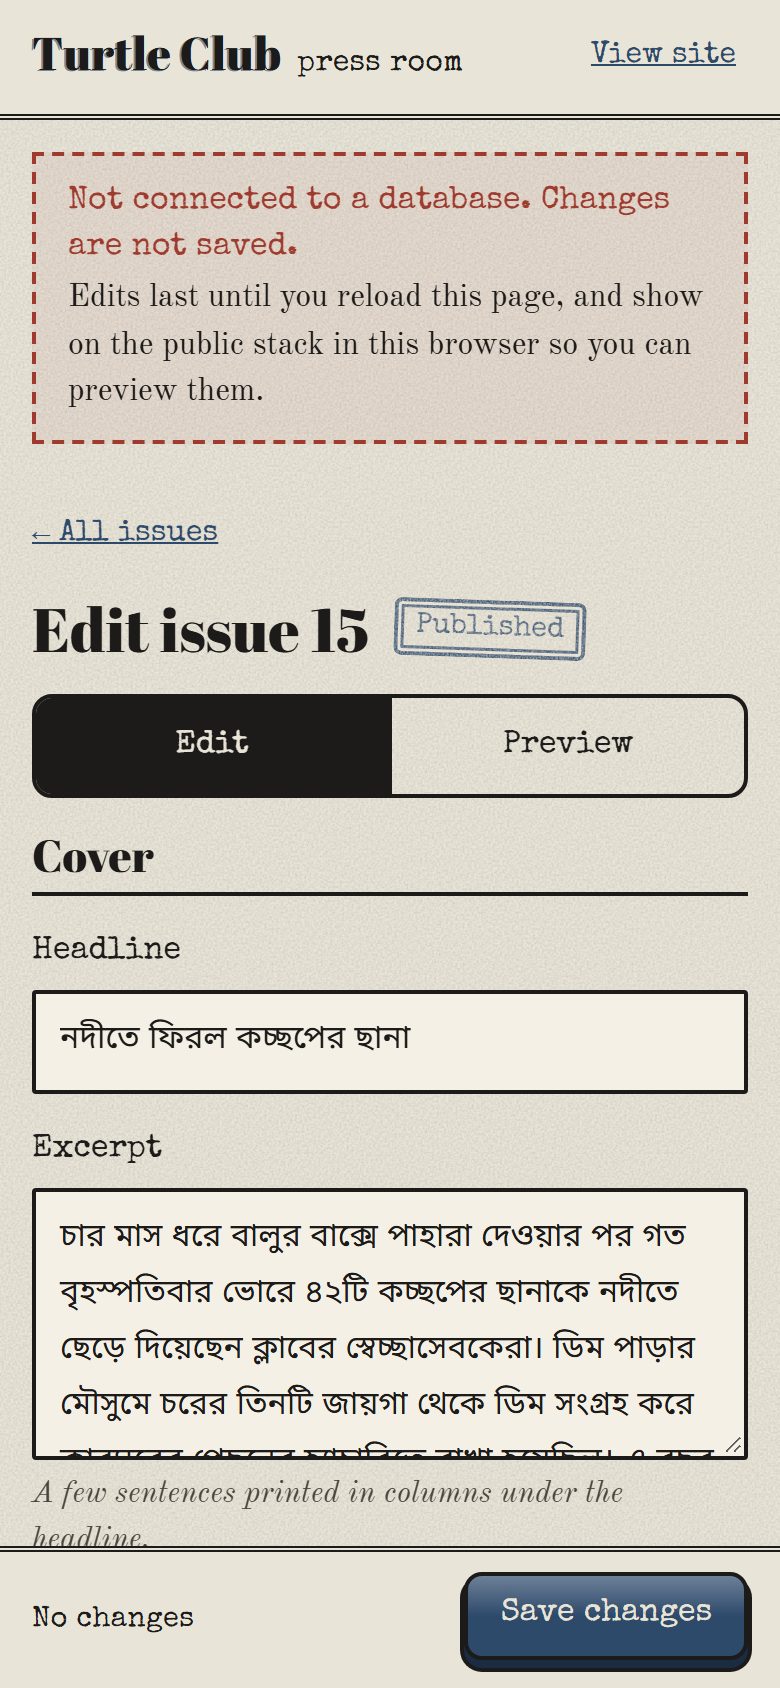 Turtle Club press room
View site
Not connected to a database. Changes
are not saved.
Edits last until you reload this page, and show
on the public stack in this browser so you can
preview them.
← All issues
Edit issue 15
Published
Edit
Preview
Cover
Headline
নদীতে ফিরল কচ্ছপের ছানা
Excerpt
চার মাস ধরে বালুর বাক্সে পাহারা দেওয়ার পর গত
বৃহস্পতিবার ভোরে ৪২টি কচ্ছপের ছানাকে নদীতে
ছেড়ে দিয়েছেন ক্লাবের স্বেচ্ছাসেবকেরা। ডিম পাড়ার
মৌসুমে চরের তিনটি জায়গা থেকে ডিম সংগ্রহ করে
A few sentences printed in columns under the
headline.
No changes
Save changes